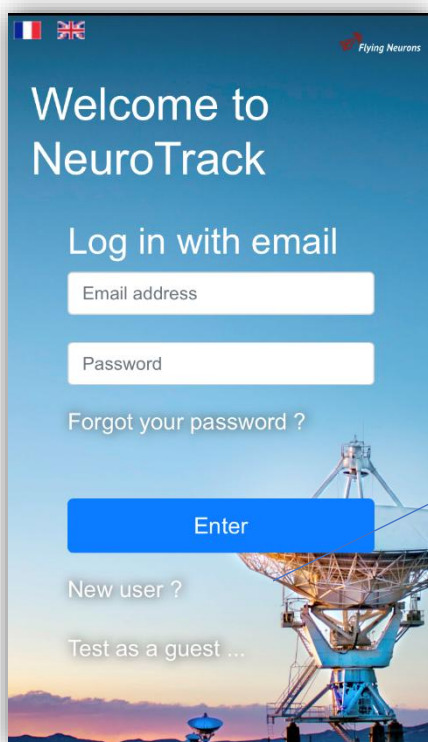 Flying Neurons
Welcome to
NeuroTrack
Log in with email
Email address
Password
Forgot your password ?
Enter
New user ?
Test as a guest ...